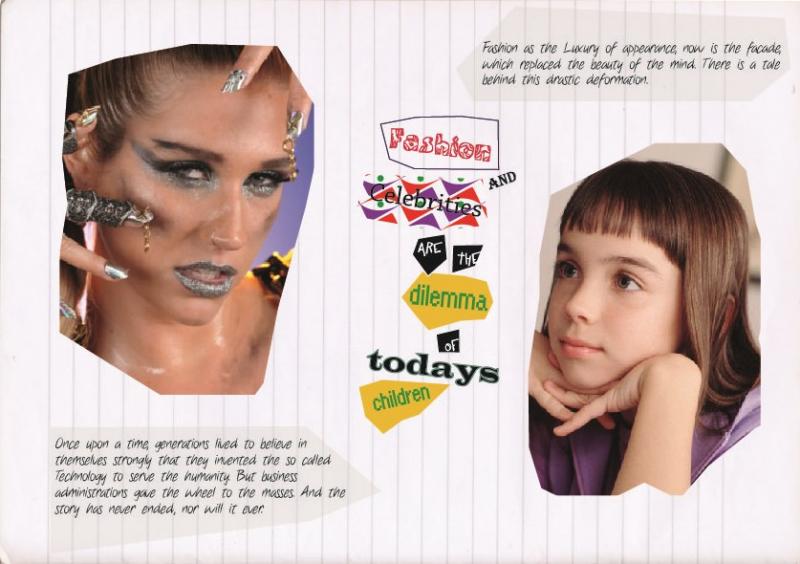 Fashion as the Luxury of appearance, now is the façade,
which replaced the beauty of the mind. There is a tale
behind this drastic deformation.
Fashion
AND
Celebrities
ARE THE
dilemma
OF
todays
children
Once upon a time, generations lived to believe in
themselves strongly that they invented the so called
Technology to serve the humanity. But business
administrations gave the wheel to the masses. And the
story has never ended, nor will it ever.